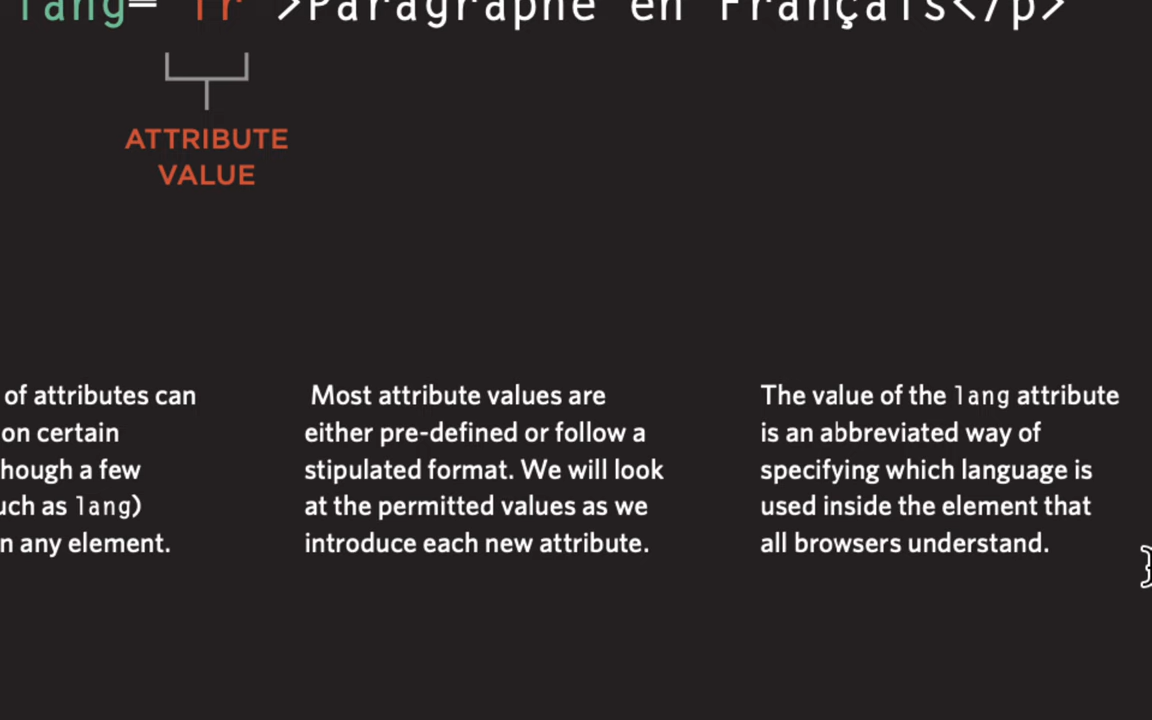 lang="fr">Paragraphe en Français</p>
ATTRIBUTE
VALUE
of attributes can
on certain
hough a few
uch as lang)
n any element.
Most attribute values are
either pre-defined or follow a
stipulated format. We will look
at the permitted values as we
introduce each new attribute.
The value of the lang attribute
is an abbreviated way of
specifying which language is
used inside the element that
all browsers understand.